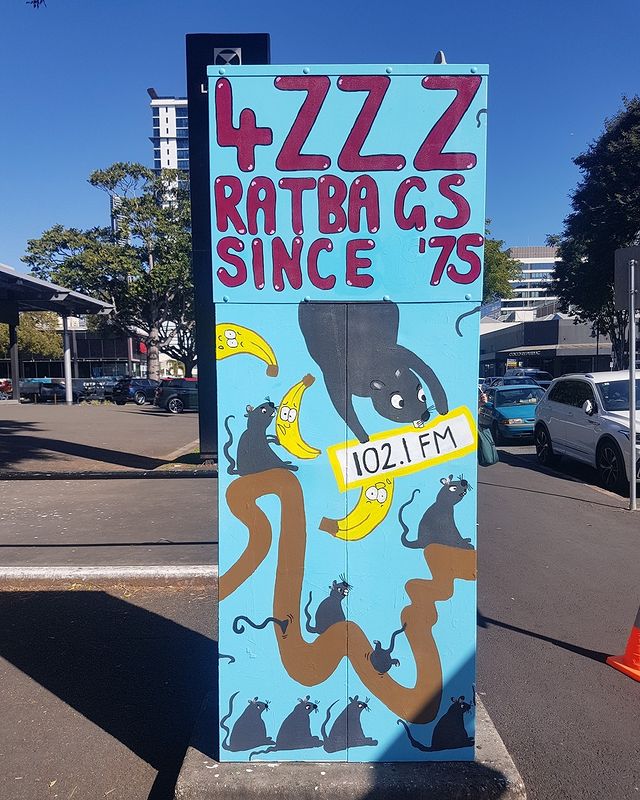 4ZZZ
RATBAGS
SINCE '75
102.1 FM